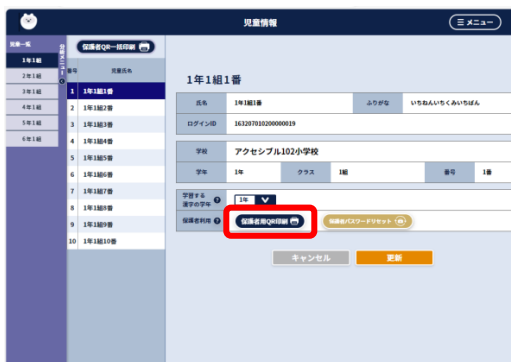 児童情報
メニュー
児童一覧
1年1組
2年1組
3年1組
4年1組
5年1組
6年1組
分析メニュー
保護者QR一括印刷
番号 児童氏名
1 1年1組1番
2 1年1組2番
3 1年1組3番
4 1年1組4番
5 1年1組5番
6 1年1組6番
7 1年1組7番
8 1年1組8番
9 1年1組9番
10 1年1組10番
1年1組1番
氏名 1年1組1番 ふりがな いちねんいちくみいちばん
ログインID 163207010200000019
学校 アクセシブル102小学校
学年 1年 クラス 1組 番号 1番
学習する
漢字の学年 ? 1年
保護者利用 ? 保護者用QR印刷 保護者パスワードリセット
キャンセル 更新